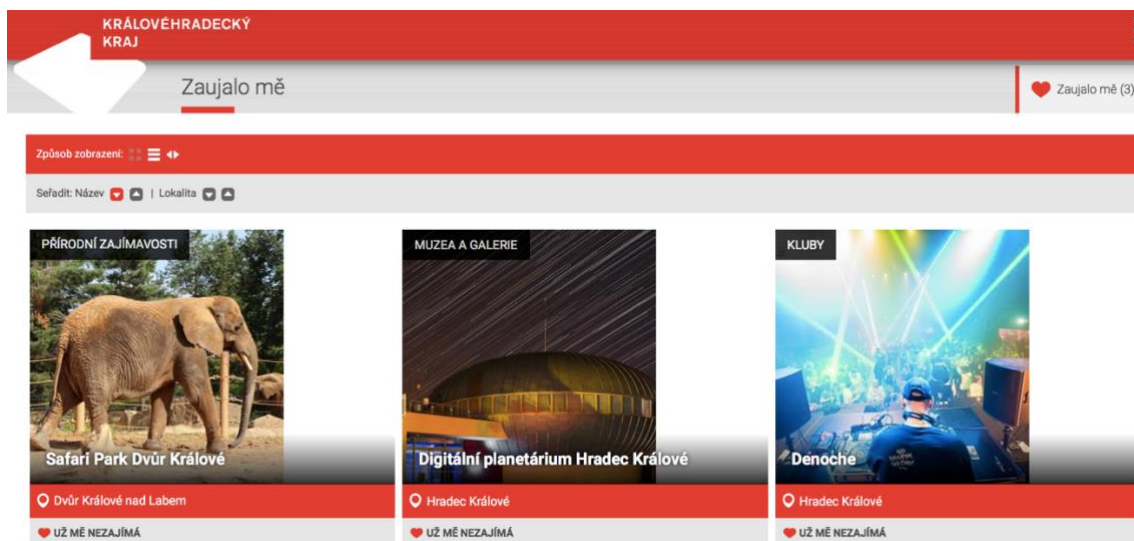 KRÁLOVÉHRADECKÝ
KRAJ
Zaujalo mě
Zaujalo mě (3)
Způsob zobrazení:
Seřadit: Název | Lokalita
PŘÍRODNÍ ZAJÍMAVOSTI
Safari Park Dvůr Králové
Dvůr Králové nad Labem
UŽ MĚ NEZAJÍMÁ
MUZEA A GALERIE
Digitální planetárium Hradec Králové
Hradec Králové
UŽ MĚ NEZAJÍMÁ
KLUBY
Denoche
Hradec Králové
UŽ MĚ NEZAJÍMÁ